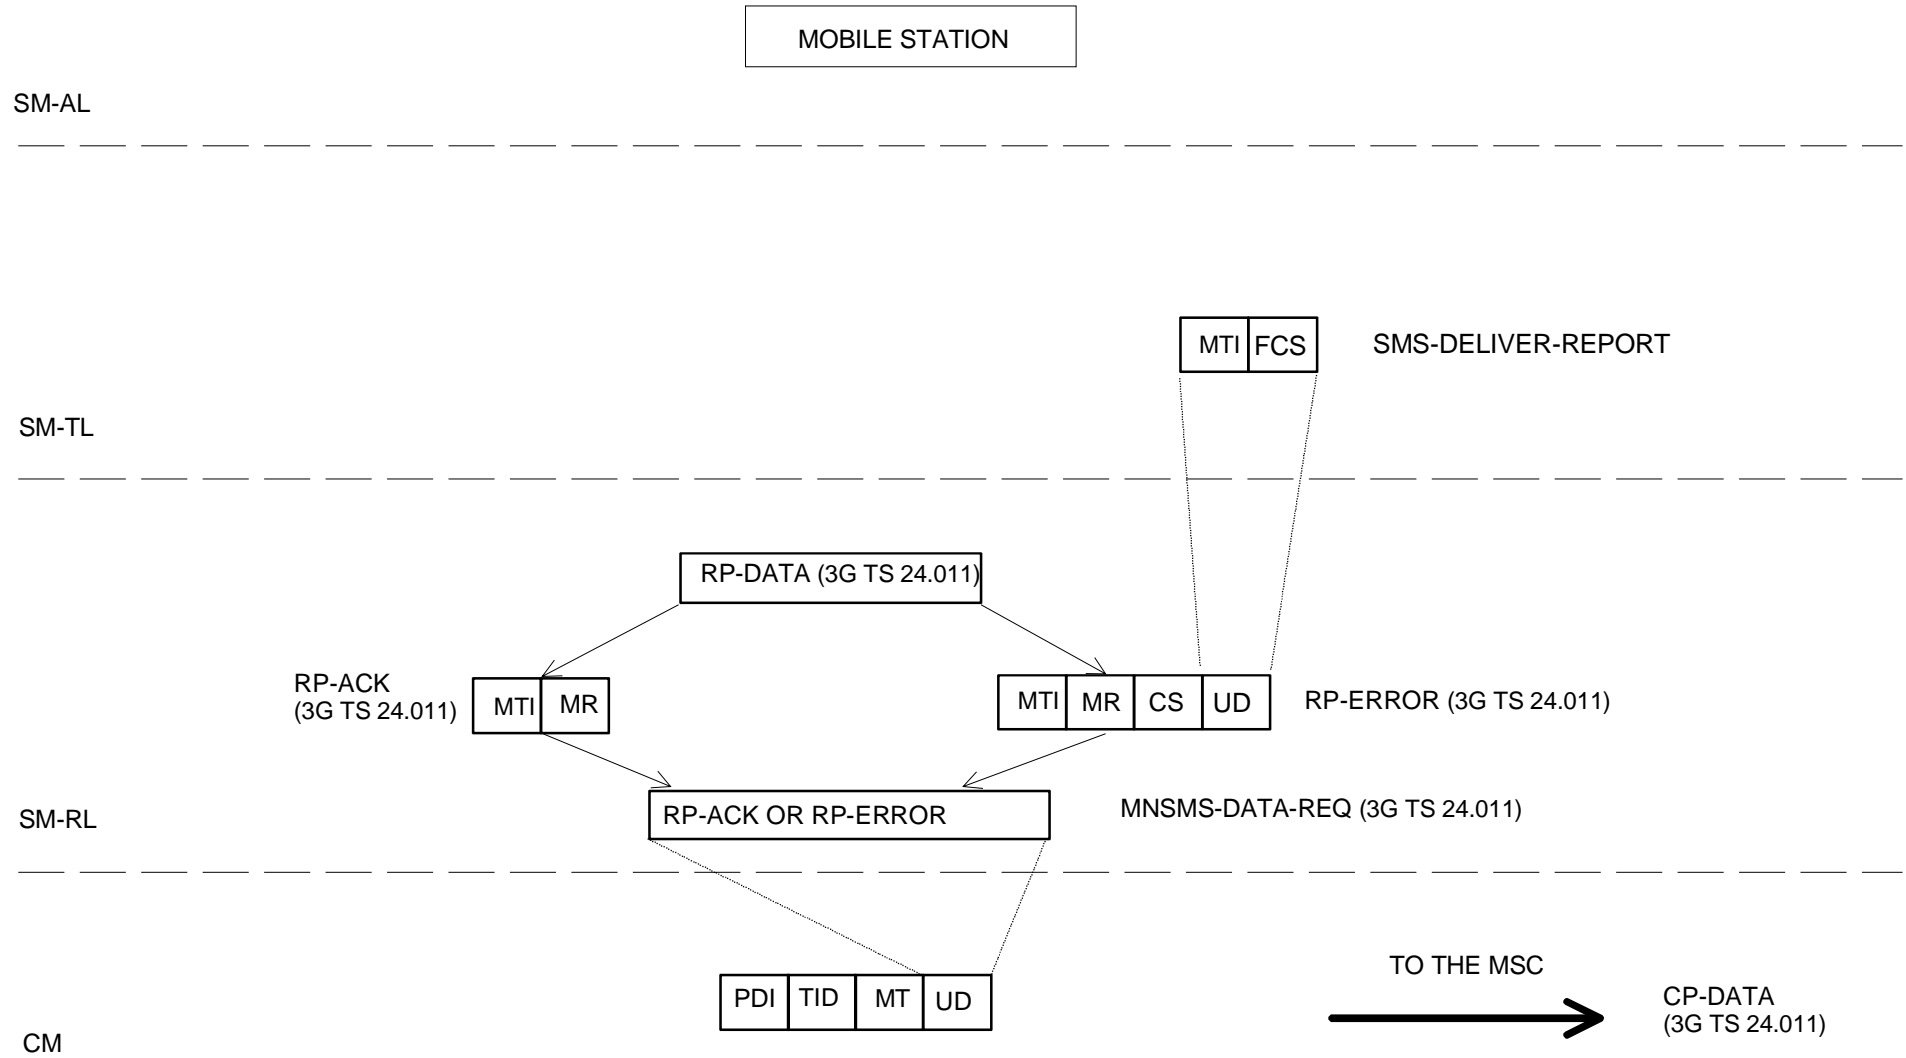 MOBILE STATION
SM-AL
MTI FCS SMS-DELIVER-REPORT
SM-TL
RP-DATA (3G TS 24.011)
RP-ACK
(3G TS 24.011)
MTI MR
MTI MR CS UD
RP-ERROR (3G TS 24.011)
RP-ACK OR RP-ERROR
MNSMS-DATA-REQ (3G TS 24.011)
SM-RL
TO THE MSC
PDI TID MT UD
CP-DATA
(3G TS 24.011)
CM